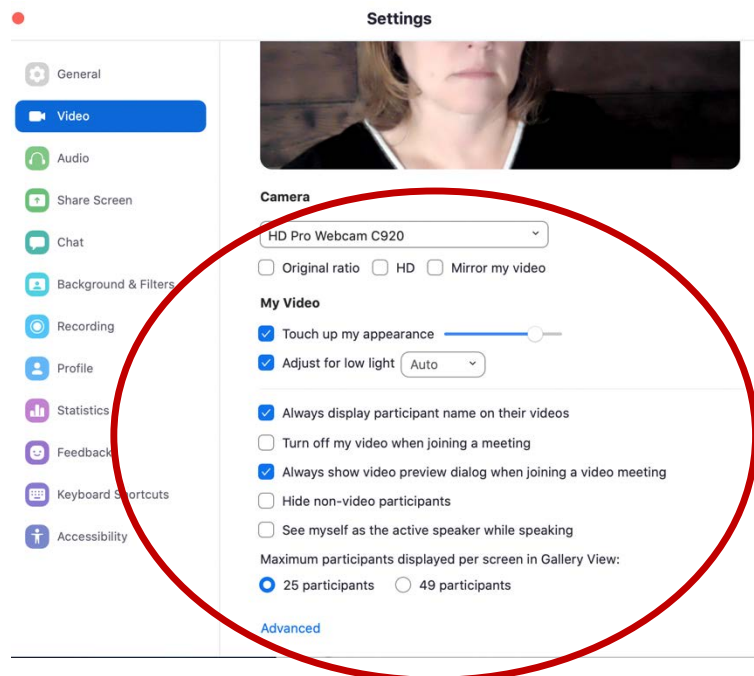 Settings
General
Video
Audio
Share Screen
Chat
Background & Filters
Recording
Profile
Statistics
Feedback
Keyboard Shortcuts
Accessibility
Camera
HD Pro Webcam C920
Original ratio HD Mirror my video
My Video
Touch up my appearance
Adjust for low light Auto
Always display participant name on their videos
Turn off my video when joining a meeting
Always show video preview dialog when joining a video meeting
Hide non-video participants
See myself as the active speaker while speaking
Maximum participants displayed per screen in Gallery View:
25 participants 49 participants
Advanced